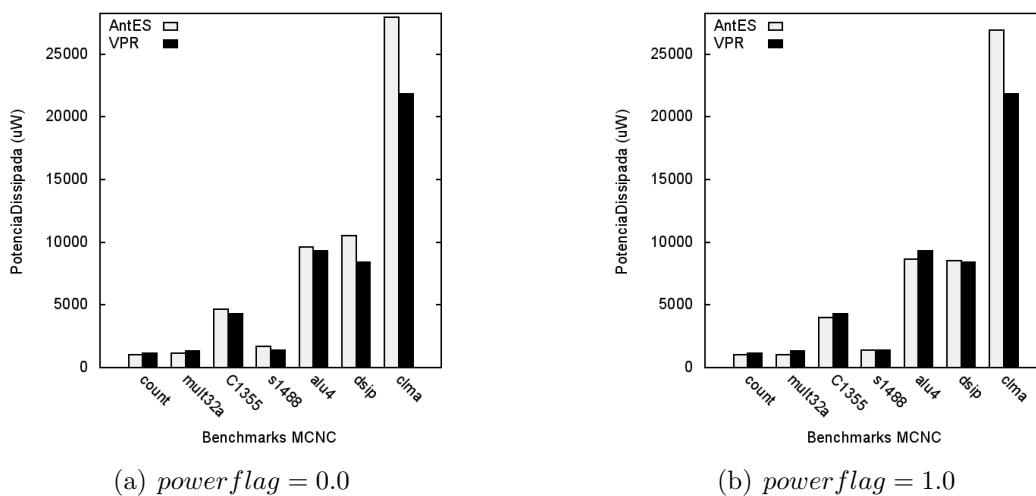 AntES
VPR
25000
20000
15000
10000
5000
0
PotenciaDissipada (uW)
count
mult32a
C1355
s1488
alu4
dsip
clma
Benchmarks MCNC
(a) powerflag = 0.0
AntES
VPR
25000
20000
15000
10000
5000
0
PotenciaDissipada (uW)
count
mult32a
C1355
s1488
alu4
dsip
clma
Benchmarks MCNC
(b) powerflag = 1.0